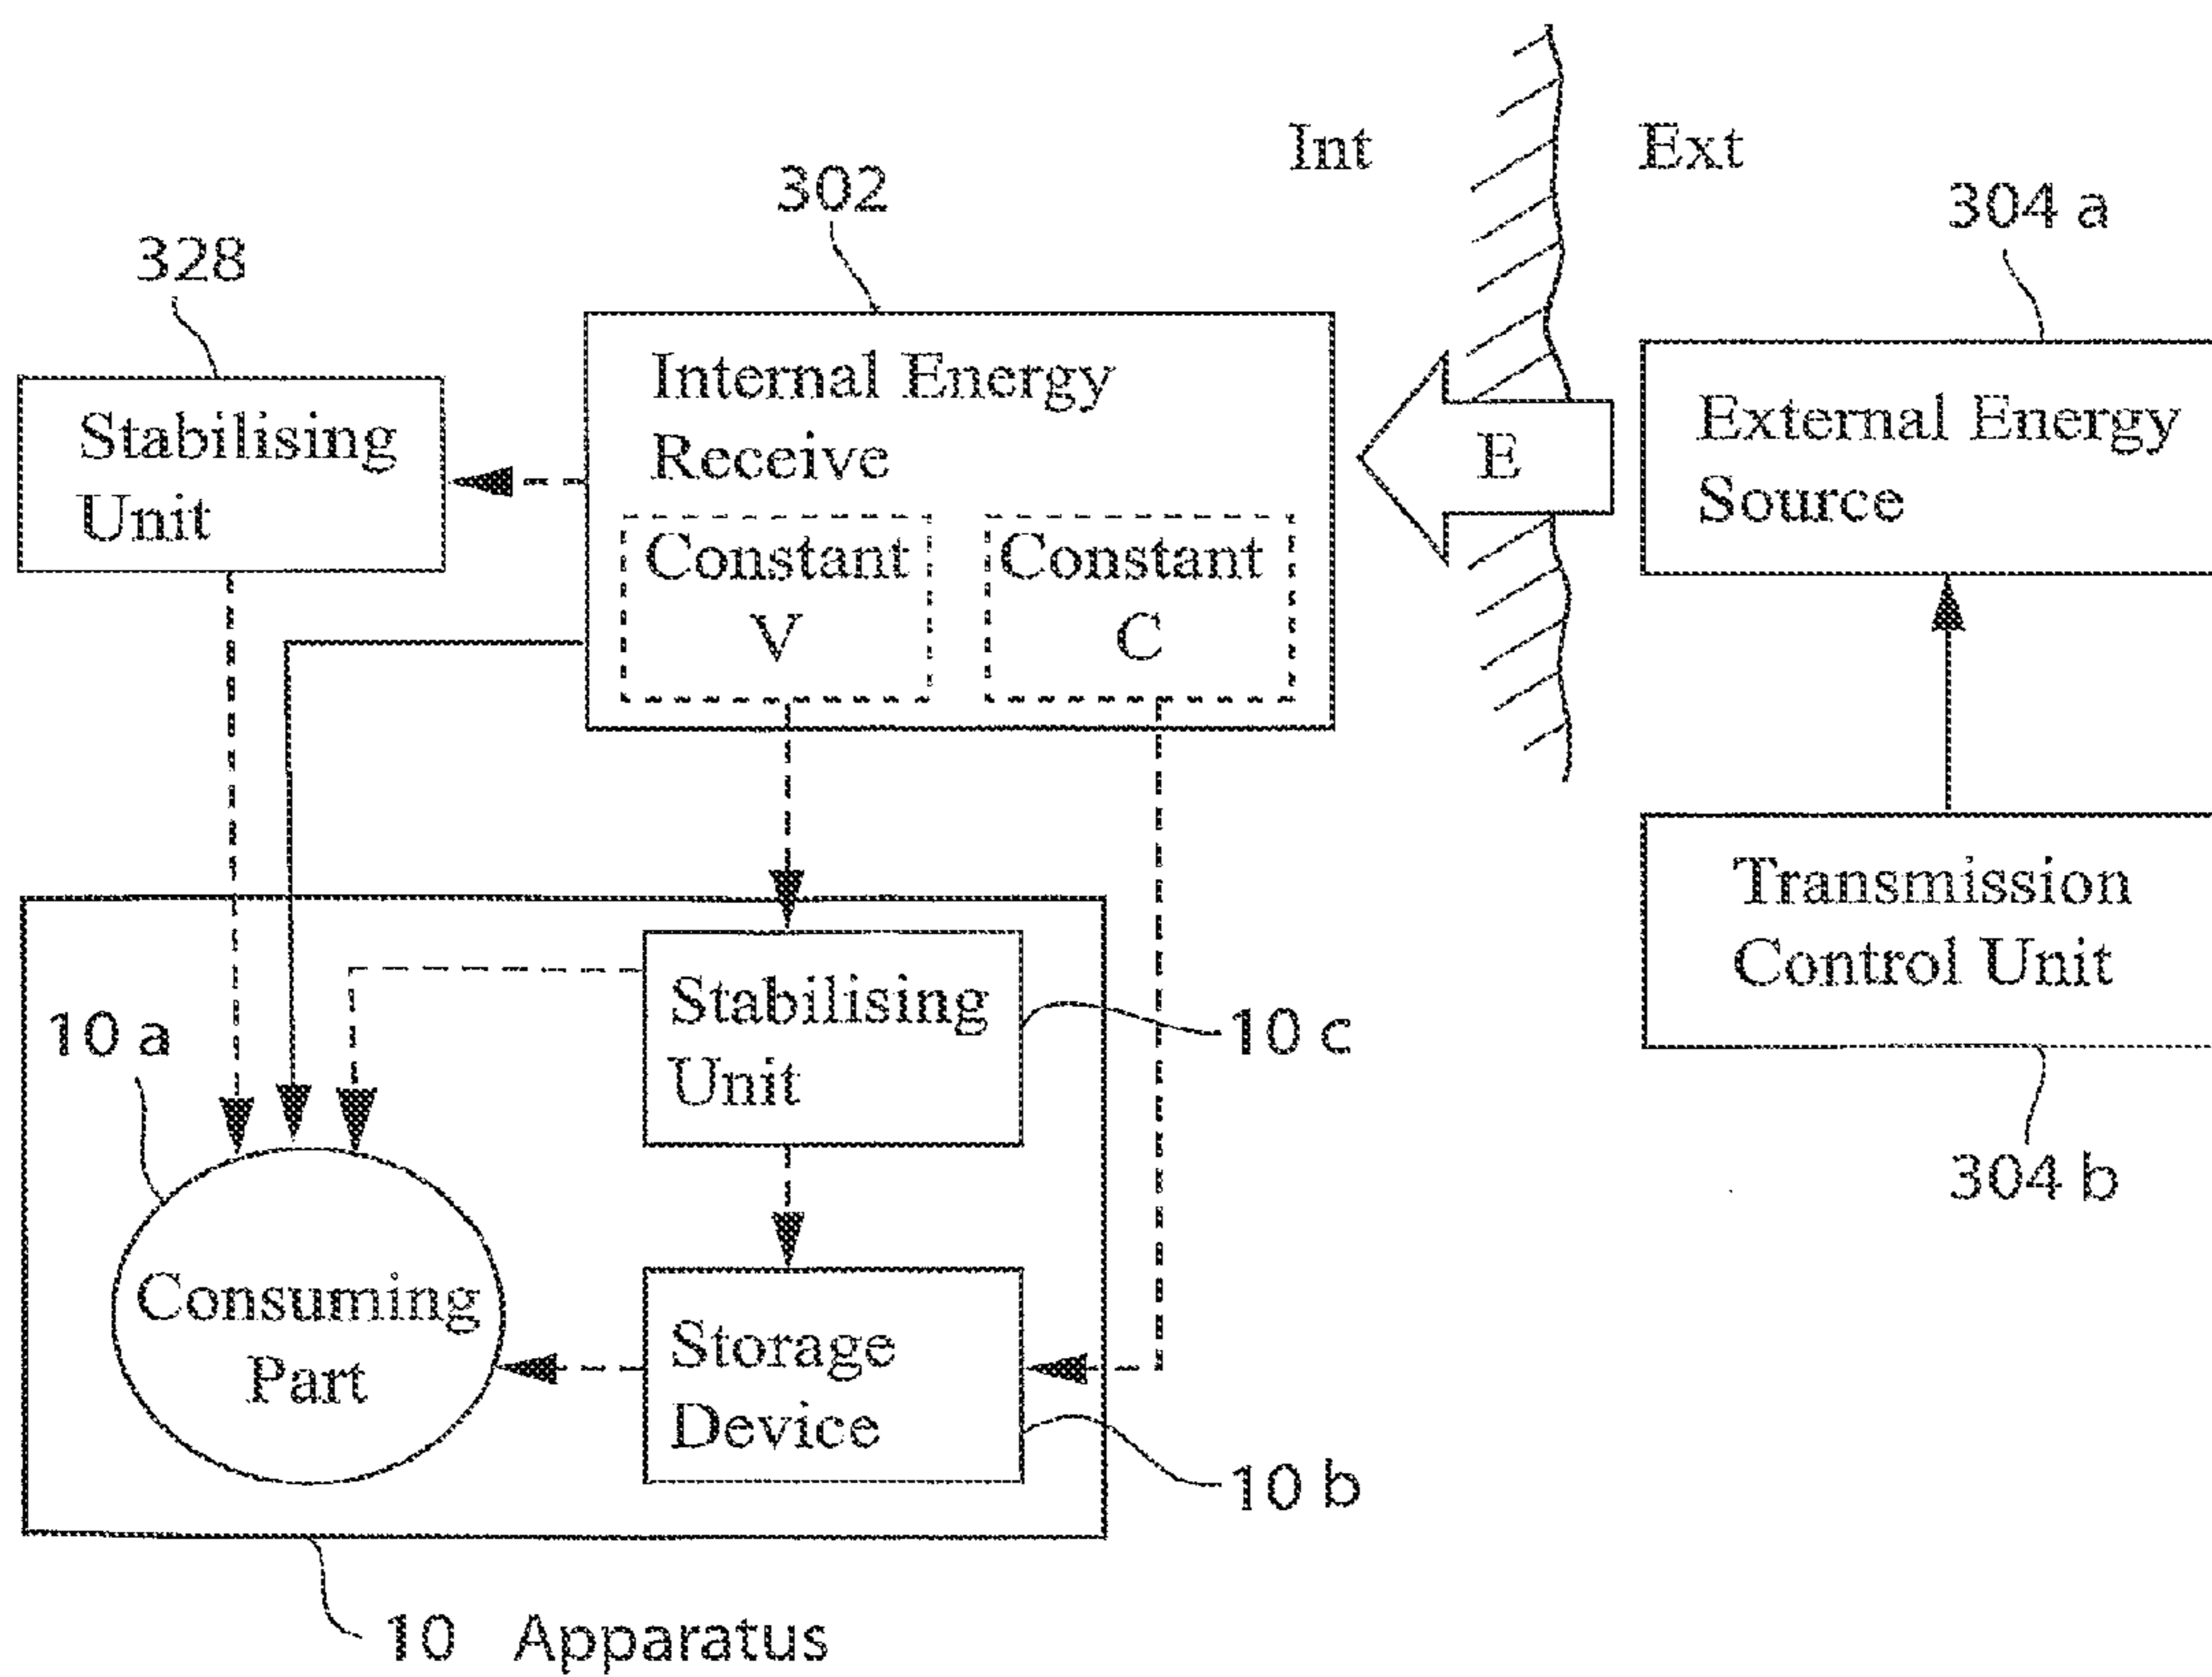 Int
Ext
302
304 a
328
Internal Energy
Receive
External Energy
Source
Stabilising
Unit
E
Constant
V
Constant
C
Transmission
Control Unit
Stabilising
Unit
10 a
10 c
304 b
Consuming
Part
Storage
Device
10 b
10 Apparatus